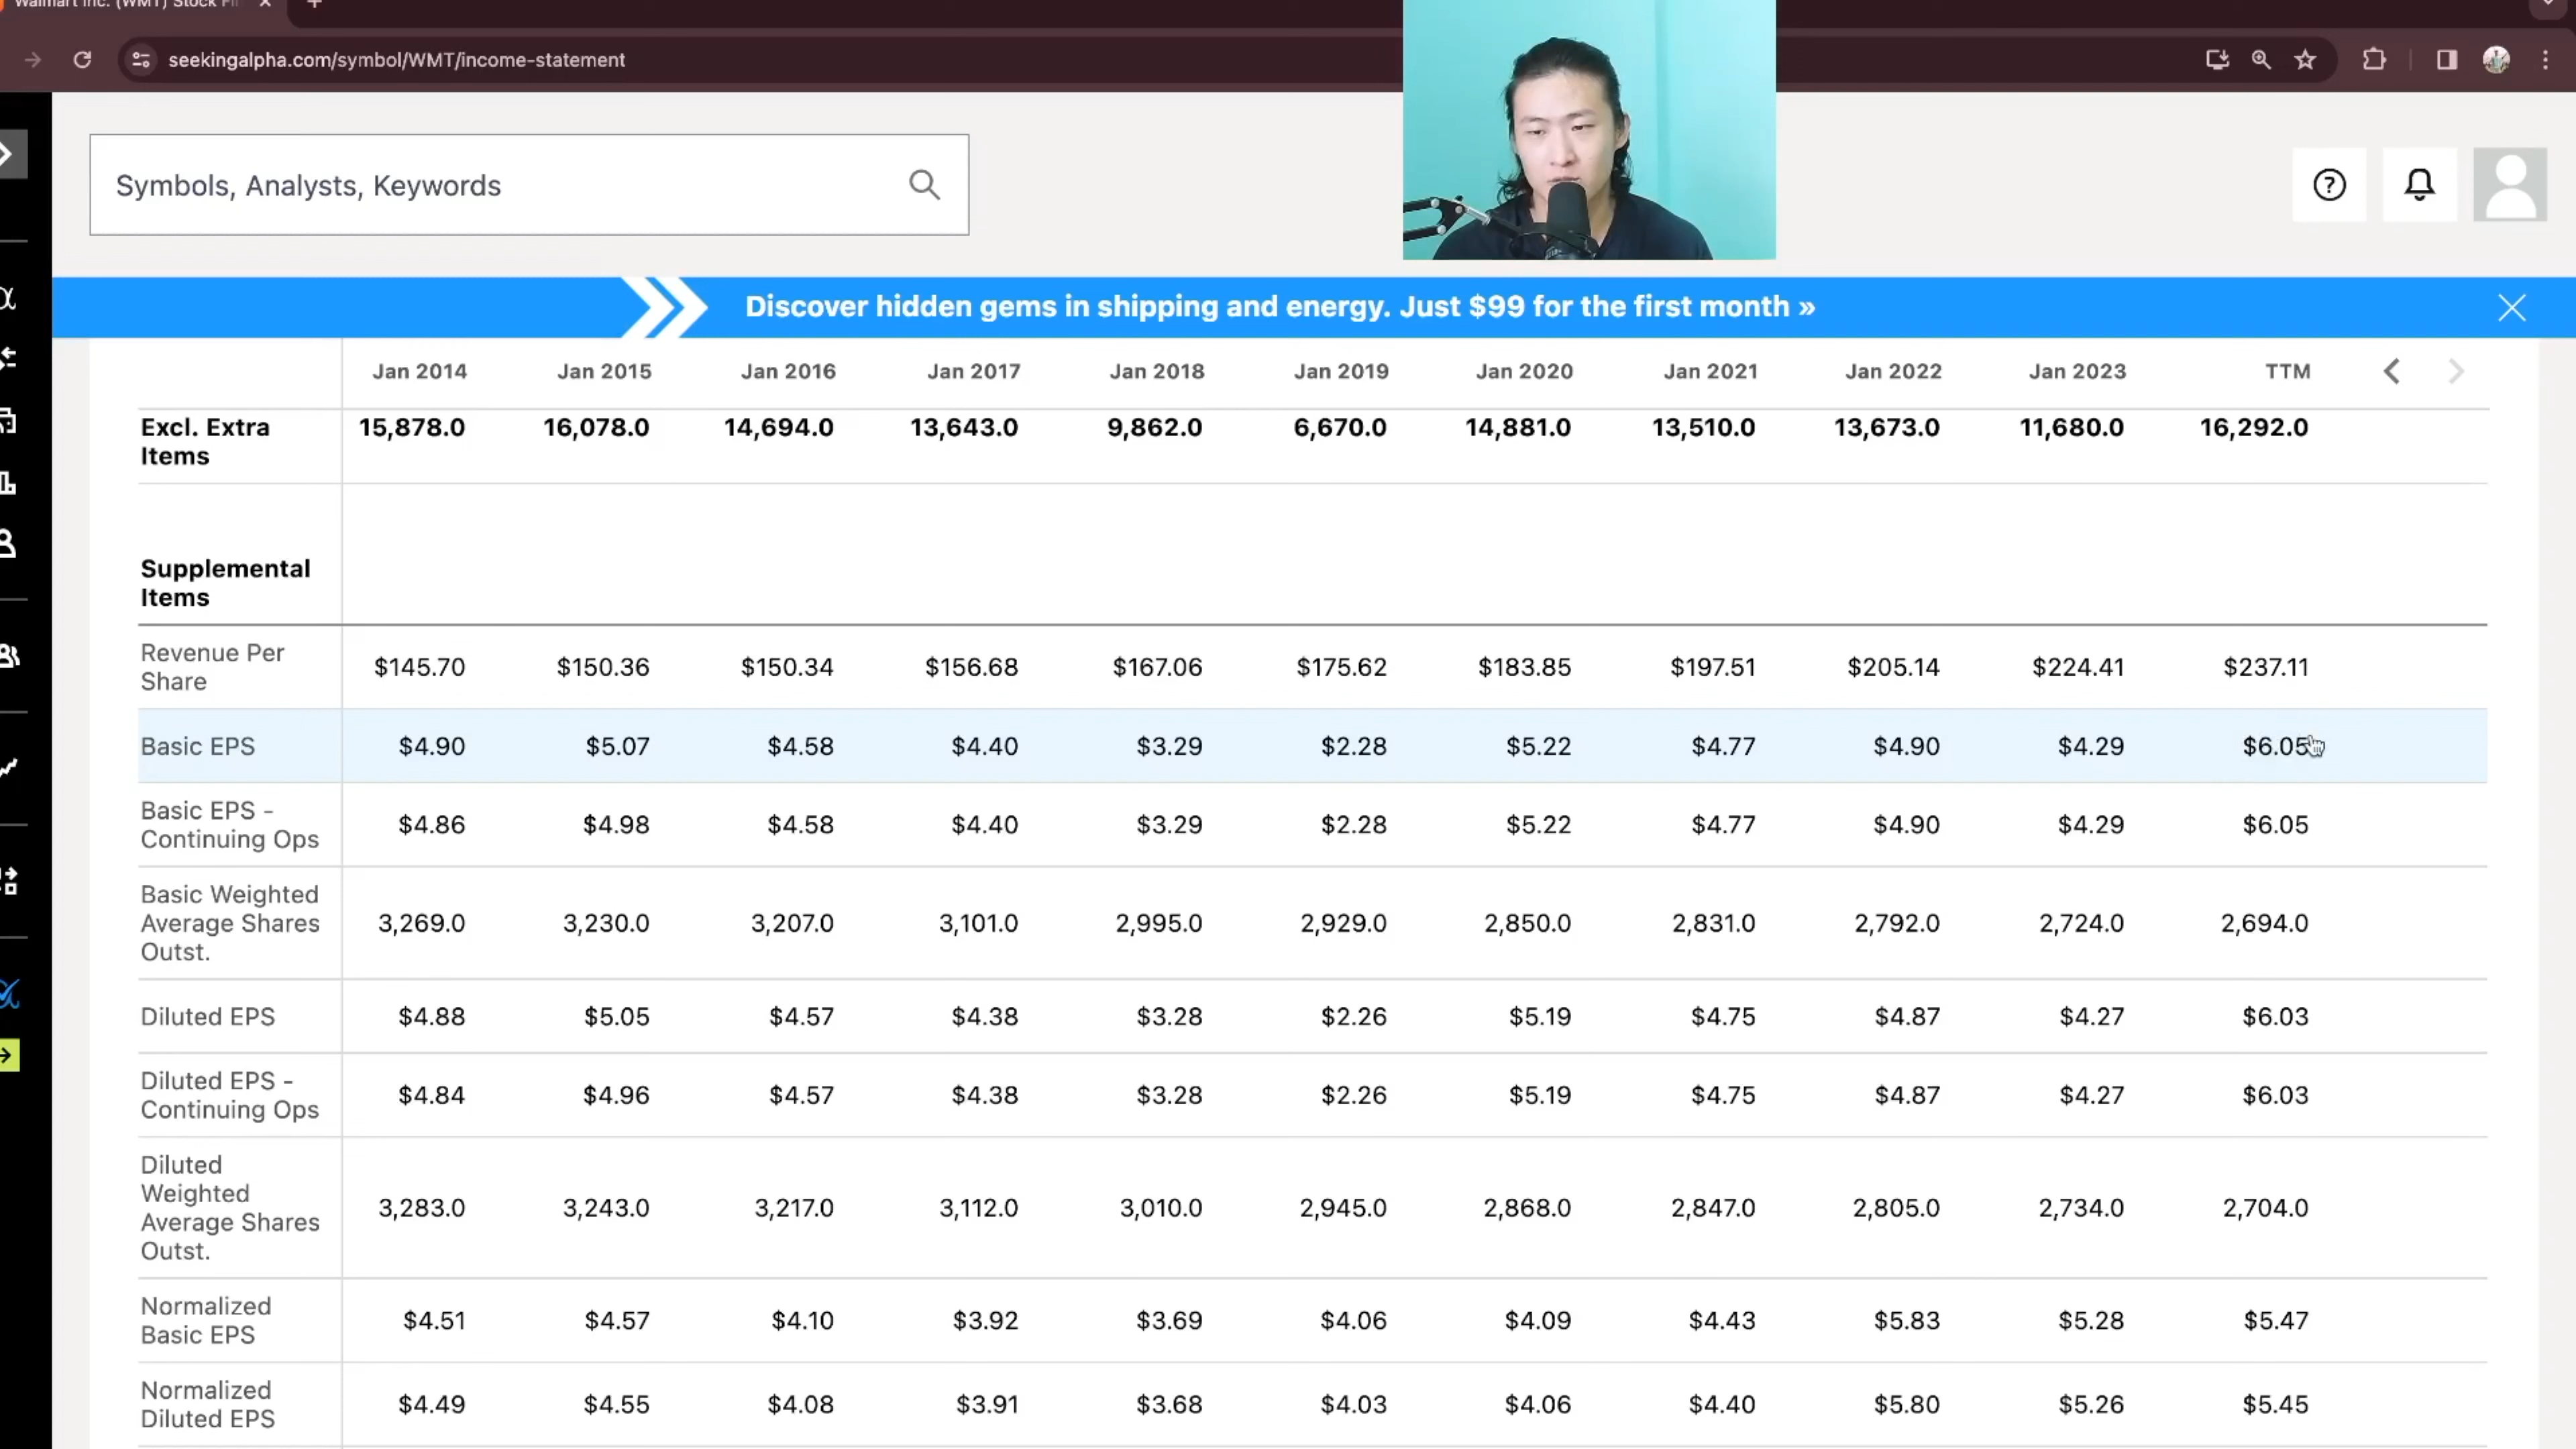 Walmart Inc. (WMT) Stock Fi
seekingalpha.com/symbol/WMT/income-statement
Symbols, Analysts, Keywords
Discover hidden gems in shipping and energy. Just $99 for the first month »
Jan 2014 Jan 2015 Jan 2016 Jan 2017 Jan 2018 Jan 2019 Jan 2020 Jan 2021 Jan 2022 Jan 2023 TTM
Excl. Extra
Items
15,878.0 16,078.0 14,694.0 13,643.0 9,862.0 6,670.0 14,881.0 13,510.0 13,673.0 11,680.0 16,292.0
Supplemental
Items
Revenue Per
Share
$145.70 $150.36 $150.34 $156.68 $167.06 $175.62 $183.85 $197.51 $205.14 $224.41 $237.11
Basic EPS $4.90 $5.07 $4.58 $4.40 $3.29 $2.28 $5.22 $4.77 $4.90 $4.29 $6.05
Basic EPS -
Continuing Ops
$4.86 $4.98 $4.58 $4.40 $3.29 $2.28 $5.22 $4.77 $4.90 $4.29 $6.05
Basic Weighted
Average Shares
Outst.
3,269.0 3,230.0 3,207.0 3,101.0 2,995.0 2,929.0 2,850.0 2,831.0 2,792.0 2,724.0 2,694.0
Diluted EPS $4.88 $5.05 $4.57 $4.38 $3.28 $2.26 $5.19 $4.75 $4.87 $4.27 $6.03
Diluted EPS -
Continuing Ops
$4.84 $4.96 $4.57 $4.38 $3.28 $2.26 $5.19 $4.75 $4.87 $4.27 $6.03
Diluted
Weighted
Average Shares
Outst.
3,283.0 3,243.0 3,217.0 3,112.0 3,010.0 2,945.0 2,868.0 2,847.0 2,805.0 2,734.0 2,704.0
Normalized
Basic EPS
$4.51 $4.57 $4.10 $3.92 $3.69 $4.06 $4.09 $4.43 $5.83 $5.28 $5.47
Normalized
Diluted EPS
$4.49 $4.55 $4.08 $3.91 $3.68 $4.03 $4.06 $4.40 $5.80 $5.26 $5.45